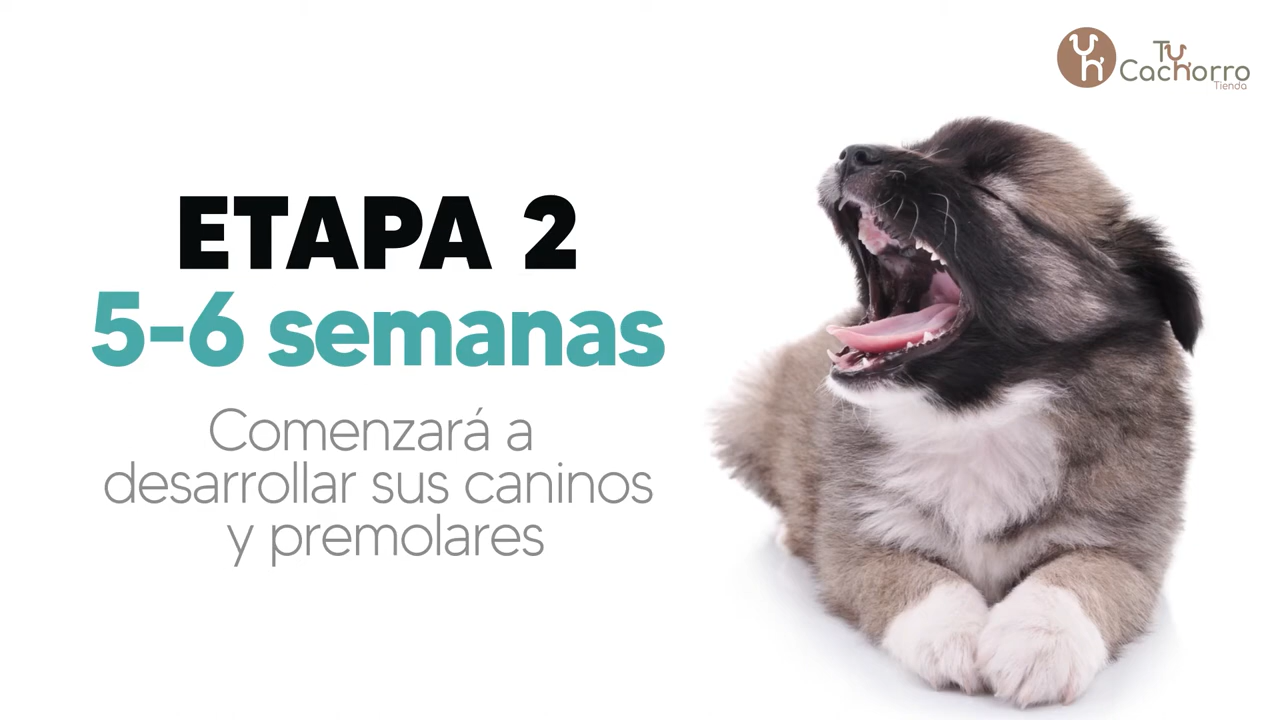 Tu
Cachorro
Tienda
ETAPA 2
5-6 semanas
Comenzará a
desarrollar sus caninos
y premolares